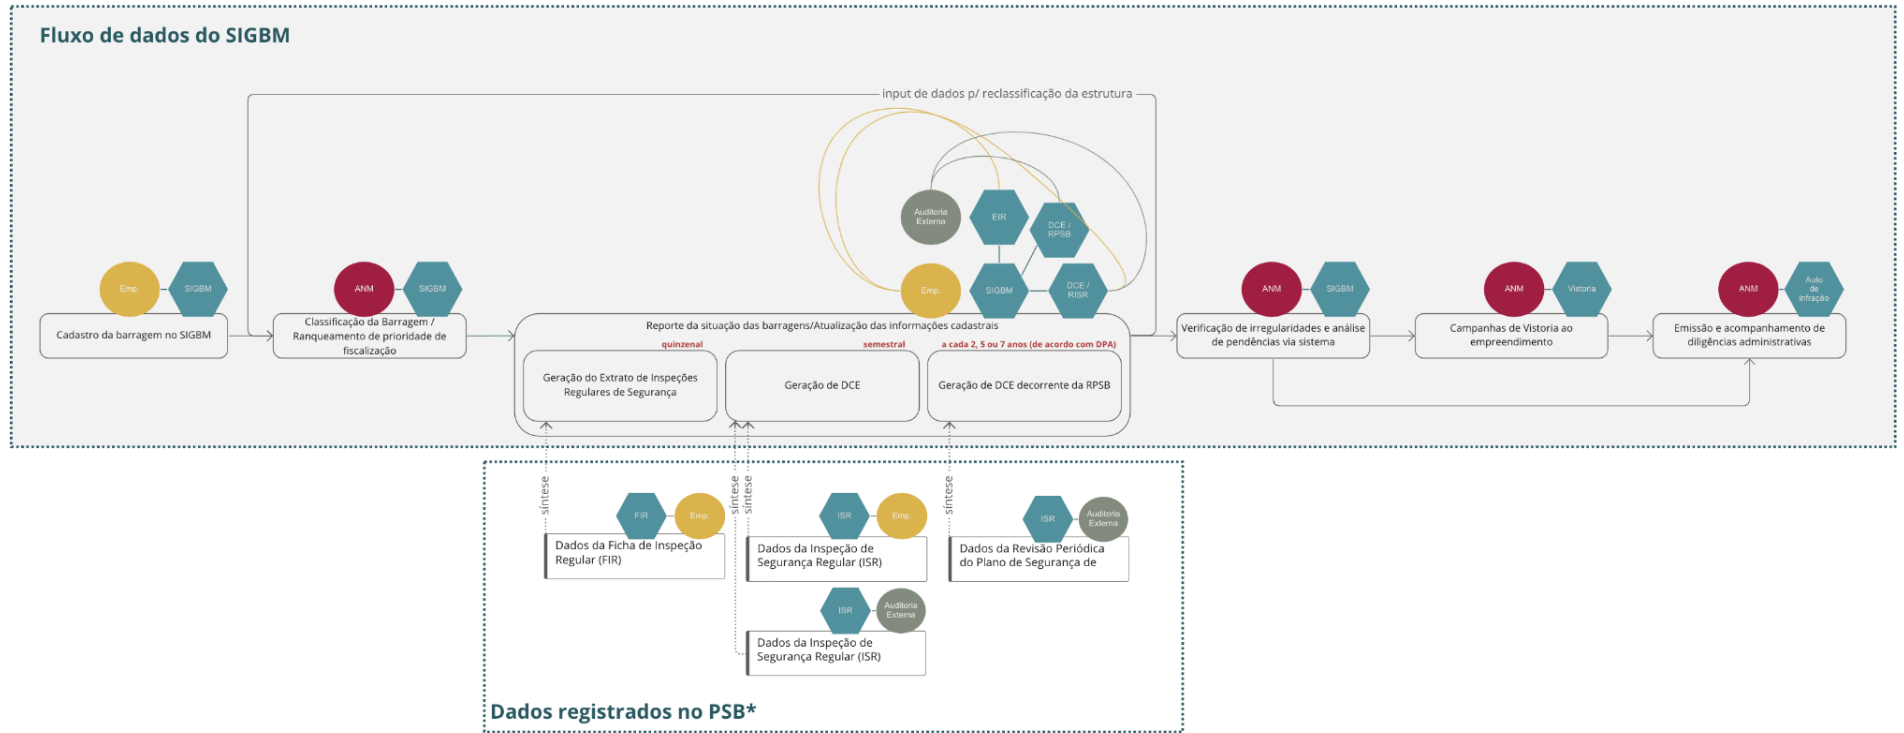 Fluxo de dados do SIGBM
input de dados p/ reclassificação da estrutura
Auditoria
Externa
EIR
DCE /
RPSB
Emp.
SIGBM
ANM
SIGBM
Emp.
SIGBM
DCE /
RISR
ANM
SIGBM
ANM
Vistoria
ANM
Auto
de
infração
Cadastro da barragem no SIGBM
Classificação da Barragem /
Ranqueamento de prioridade de
fiscalização
Reporte da situação das barragens/Atualização das informações cadastrais
quinzenal
Geração do Extrato de Inspeções
Regulares de Segurança
semestral
Geração de DCE
a cada 2, 5 ou 7 anos (de acordo com DPA)
Geração de DCE decorrente da RPSB
Verificação de irregularidades e análise
de pendências via sistema
Campanhas de Vistoria ao
empreendimento
Emissão e acompanhamento de
diligências administrativas
síntese
síntese
síntese
síntese
FIR
Emp.
Dados da Ficha de Inspeção
Regular (FIR)
ISR
Emp.
Dados da Inspeção de
Segurança Regular (ISR)
ISR
Auditoria
Externa
Dados da Revisão Periódica
do Plano de Segurança de
ISR
Auditoria
Externa
Dados da Inspeção de
Segurança Regular (ISR)
Dados registrados no PSB*